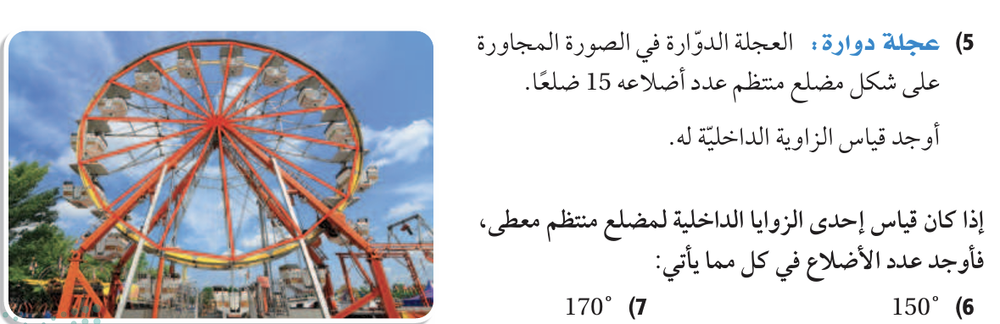 5) عجلة دوارة: العجلة الدوّارة في الصورة المجاورة
على شكل مضلع منتظم عدد أضلاعه 15 ضلعًا.
أوجد قياس الزاوية الداخليّة له.
إذا كان قياس إحدى الزوايا الداخلية لمضلع منتظم معطى،
فأوجد عدد الأضلاع في كل مما يأتي:
6) 150° 7) 170°